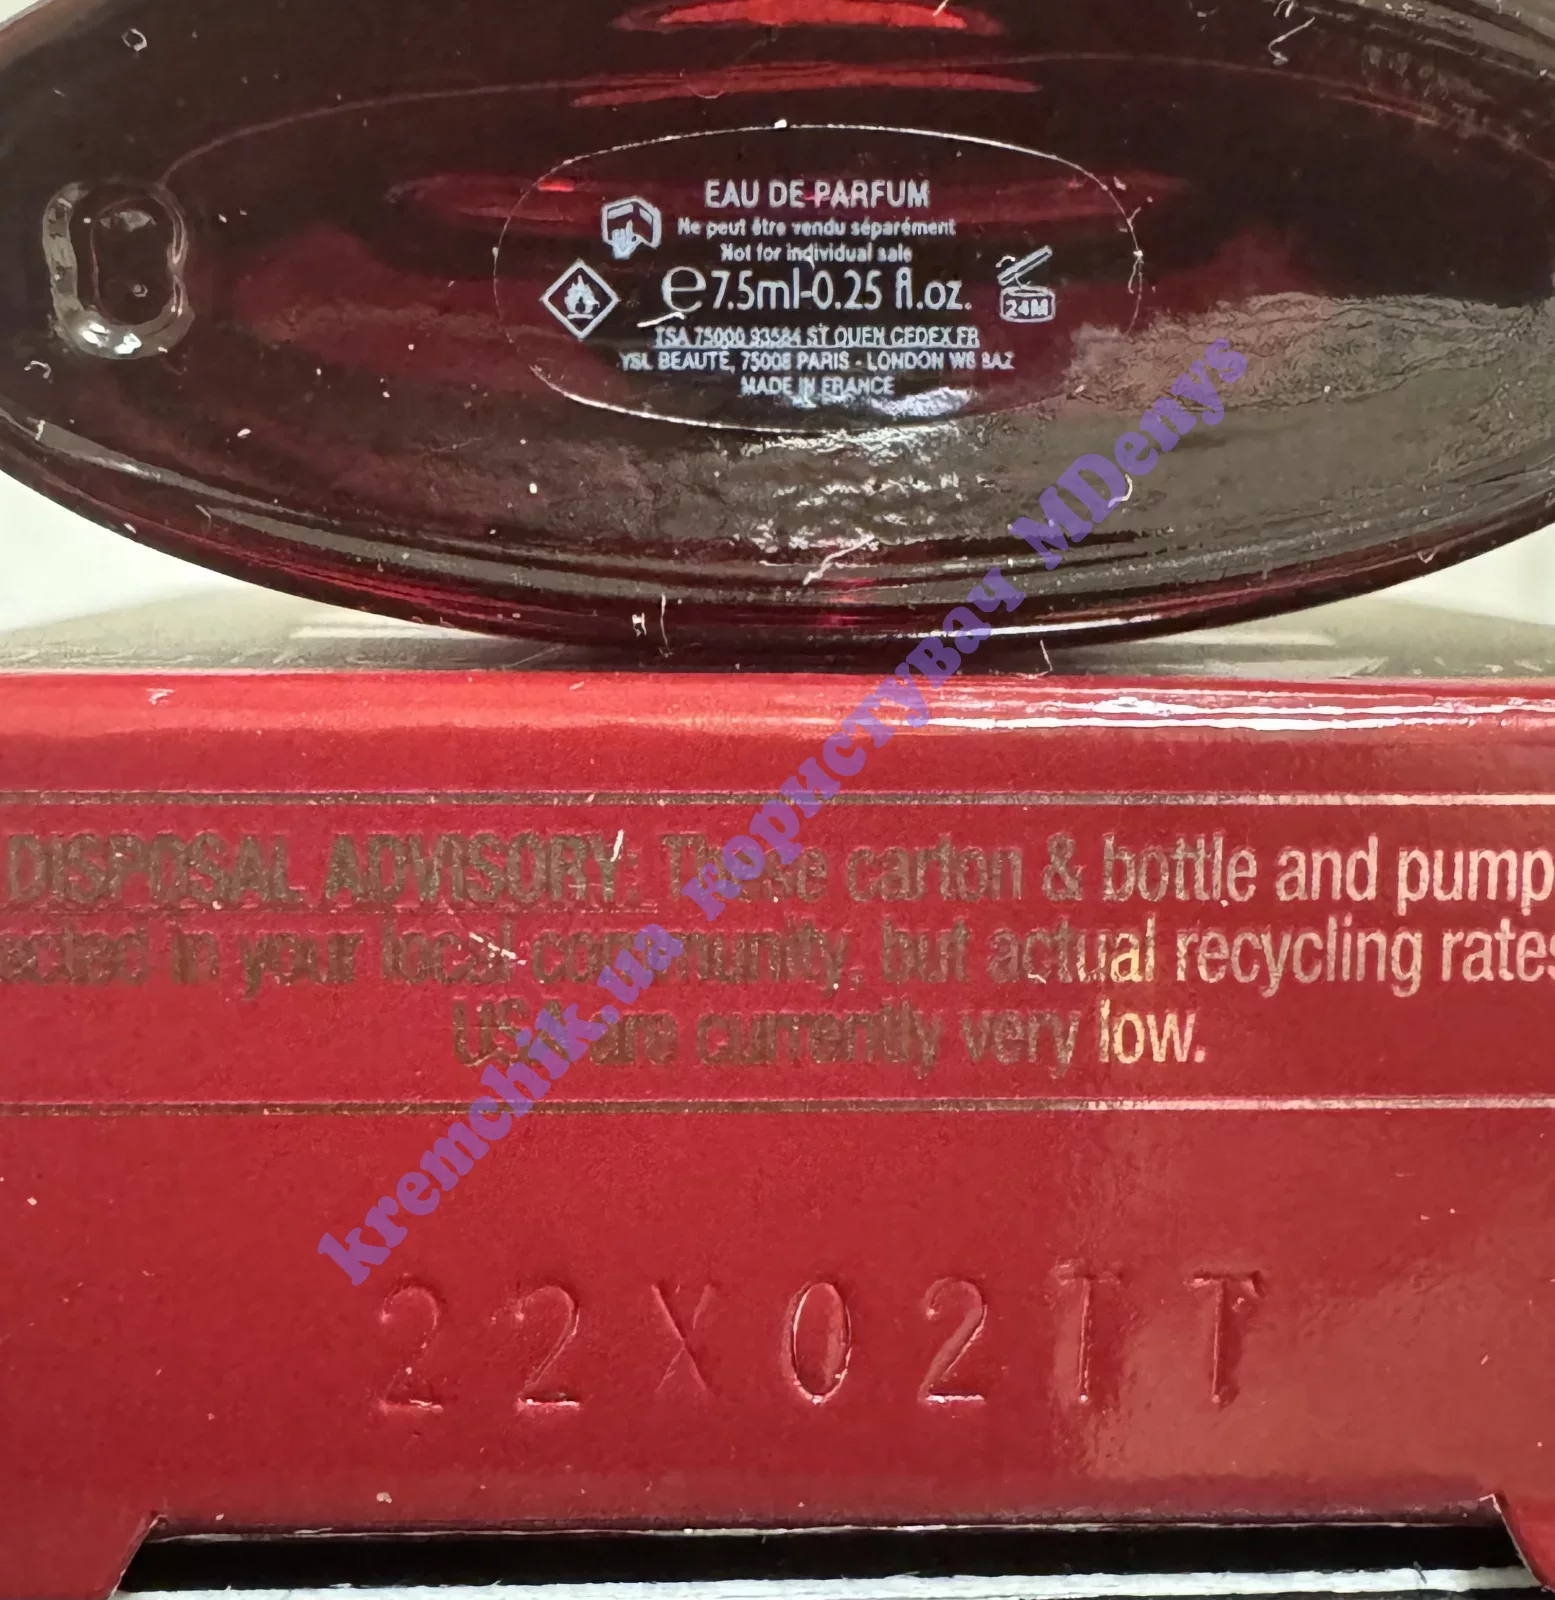 EAU DE PARFUM
Ne peut être vendu séparément
Not for individual sale
e7.5ml-0.25 fl.oz.
24M
TSA 75000 93584 ST OUEN CEDEX FR
YSL BEAUTE, 75008 PARIS - LONDON W6 8AZ
MADE IN FRANCE
DISPOSAL ADVISORY: These carton & bottle and pump
ected in your local community, but actual recycling rates
USA are currently very low.
22X02TT
kremchik.ua користувач MDenys